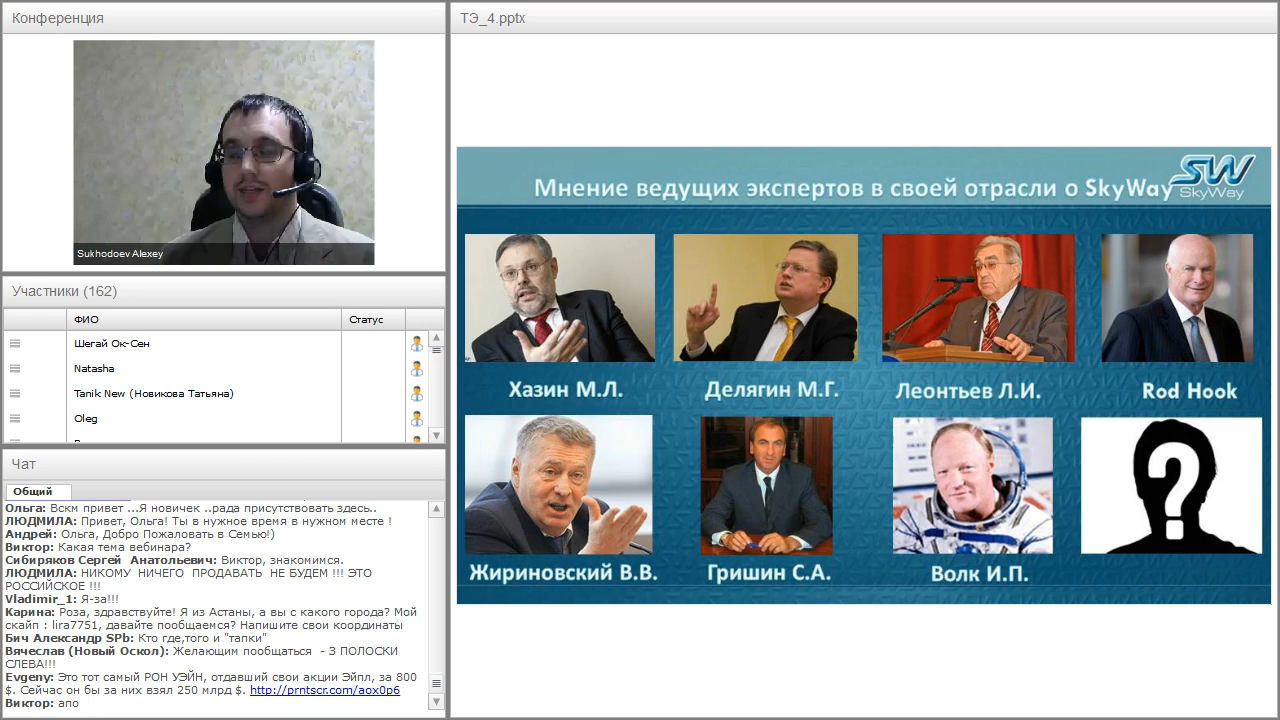 Конференция
Sukhodoev Alexey
Участники (162)
ФИО
Статус
Шегай Ок-Сен
Natasha
Tanik New (Новикова Татьяна)
Oleg
Чат
Общий
Ольга: Вскм привет ...Я новичек ..рада присутствовать здесь..
ЛЮДМИЛА: Привет, Ольга! Ты в нужное время в нужном месте !
Андрей: Ольга, Добро Пожаловать в Семью!)
Виктор: Какая тема вебинара?
Сибиряков Сергей Анатольевич: Виктор, знакомимся.
ЛЮДМИЛА: НИКОМУ НИЧЕГО ПРОДАВАТЬ НЕ БУДЕМ !!! ЭТО
РОССИЙСКОЕ !!!
Vladimir_1: Я-за!!!
Карина: Роза, здравствуйте! Я из Астаны, а вы с какого города? Мой
скайп : lira7751, давайте пообщаемся? Напишите свои координаты
Бич Александр SPb: Кто где,того и "тапки"
Вячеслав (Новый Оскол): Желающим пообщаться - 3 ПОЛОСКИ
СЛЕВА!!!
Evgeny: Это тот самый РОН УЭЙН, отдавший свои акции Эйпл, за 800
$. Сейчас он бы за них взял 250 млрд $. http://prntscr.com/aox0p6
Виктор: апо
ТЭ_4.pptx
Мнение ведущих экспертов в своей отрасли о SkyWay
SW
SkyWay
Хазин М.Л.
Делягин М.Г.
Леонтьев Л.И.
Rod Hook
Жириновский В.В.
Гришин С.А.
Волк И.П.
?